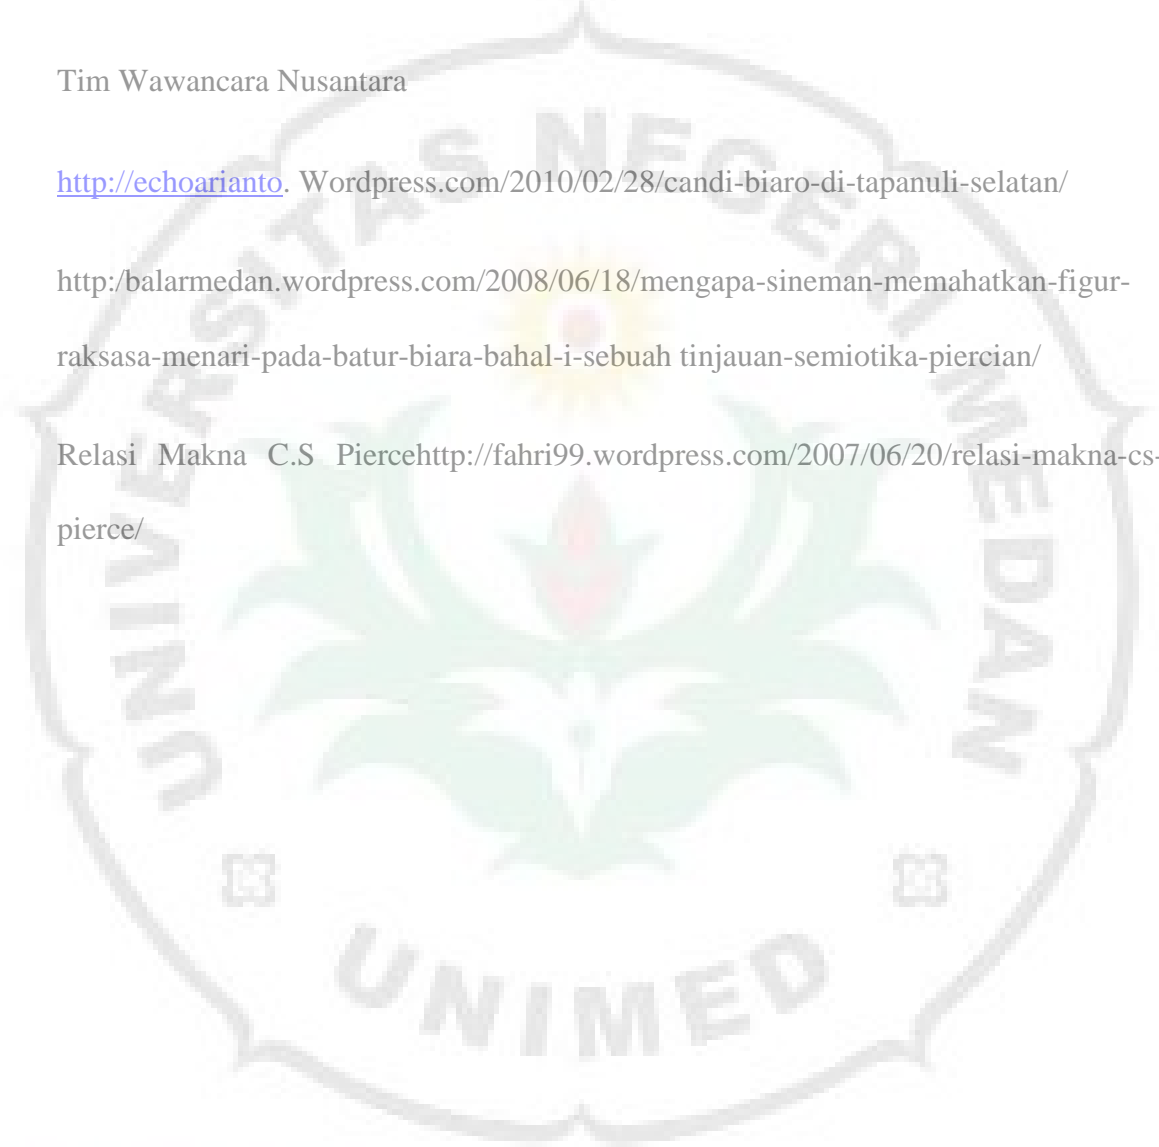 Tim Wawancara Nusantara
http://echoarianto. Wordpress.com/2010/02/28/candi-biaro-di-tapanuli-selatan/
http:/balarmedan.wordpress.com/2008/06/18/mengapa-sineman-memahatkan-figur-
raksasa-menari-pada-batur-biara-bahal-i-sebuah tinjauan-semiotika-piercian/
Relasi Makna C.S Piercehttp://fahri99.wordpress.com/2007/06/20/relasi-makna-cs-
pierce/
UNIVERSITAS NEGERI MEDAN
UNIMED